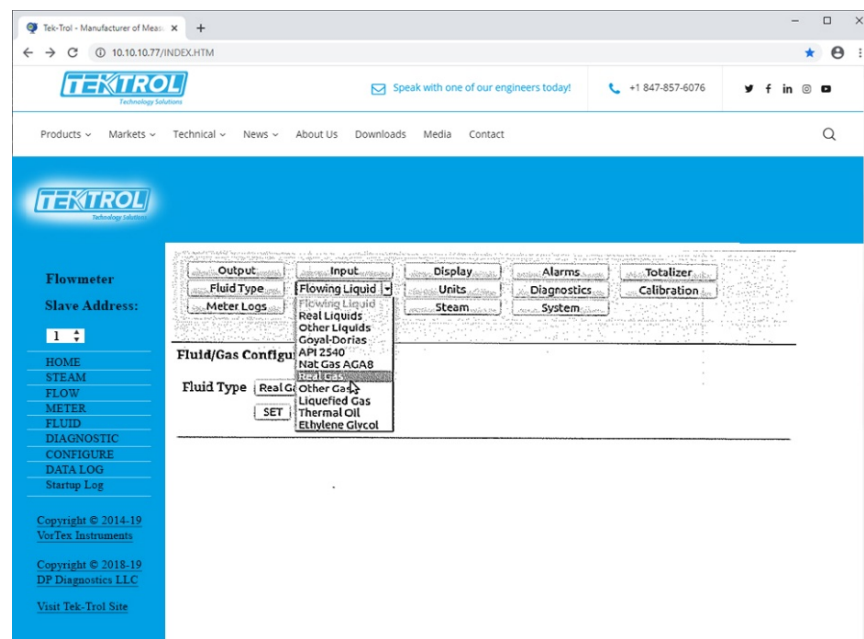 Tek-Trol - Manufacturer of Meas
10.10.10.77/INDEX.HTM
TEKTROL
Technology Solutions
Speak with one of our engineers today!
+1 847-857-6076
Products Markets Technical News About Us Downloads Media Contact
TEKTROL
Technology Solutions
Flowmeter
Slave Address:
1
HOME
STEAM
FLOW
METER
FLUID
DIAGNOSTIC
CONFIGURE
DATA LOG
Startup Log
Copyright © 2014-19
VorTex Instruments
Copyright © 2018-19
DP Diagnostics LLC
Visit Tek-Trol Site
Output Input Display Alarms Totalizer
Fluid Type Flowing Liquid Units Diagnostics Calibration
Meter Logs Steam System
Flowing Liquid
Real Liquids
Other Liquids
Goyal-Dorias
API 2540
Nat Gas AGA8
Real Gas
Other Gas
Liquefied Gas
Thermal Oil
Ethylene Glycol
Fluid/Gas Configu
Fluid Type Real G
SET